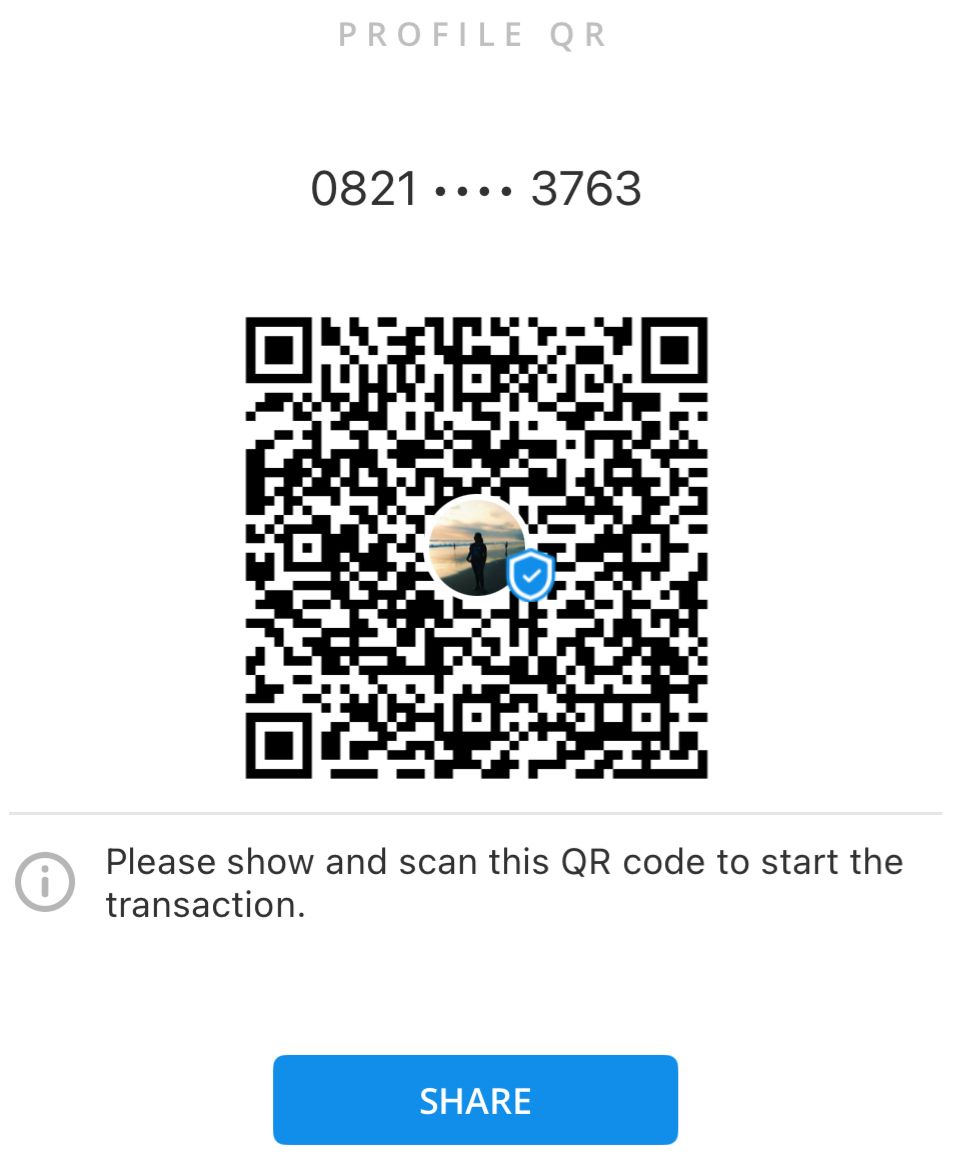 PROFILE QR
0821 •••• 3763
Please show and scan this QR code to start the
transaction.
SHARE